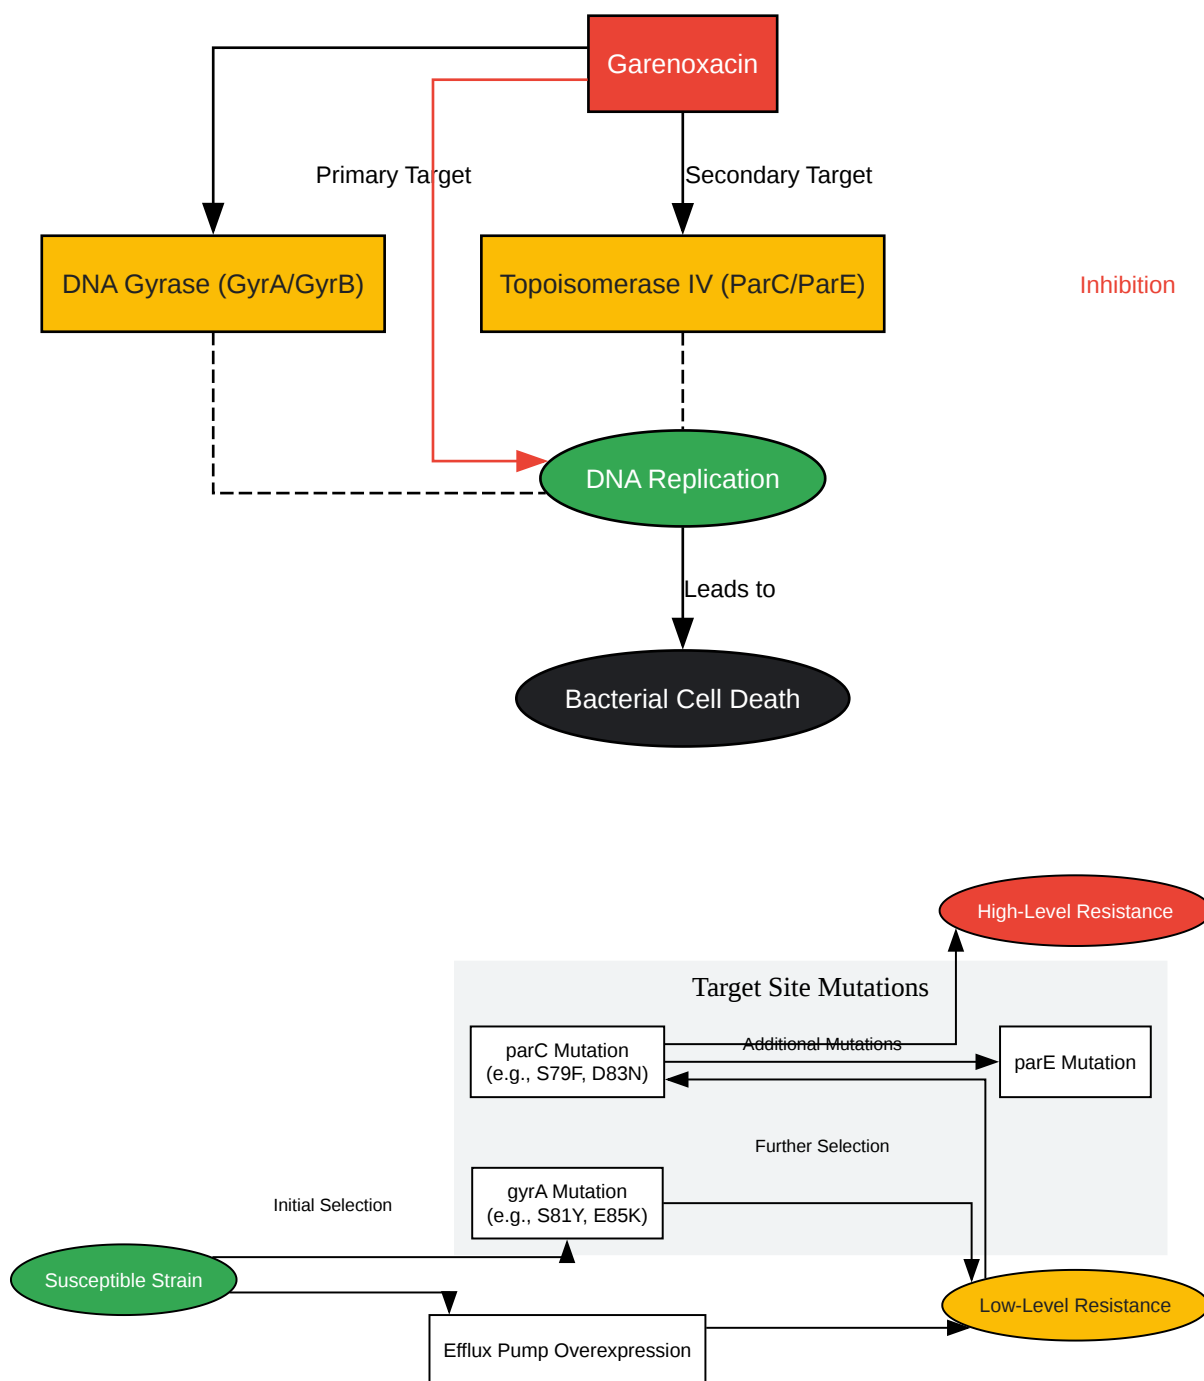 Garenoxacin
Primary Target
Secondary Target
DNA Gyrase (GyrA/GyrB)
Topoisomerase IV (ParC/ParE)
Inhibition
DNA Replication
Leads to
Bacterial Cell Death
High-Level Resistance
Target Site Mutations
parC Mutation
(e.g., S79F, D83N)
Additional Mutations
parE Mutation
Further Selection
gyrA Mutation
(e.g., S81Y, E85K)
Initial Selection
Susceptible Strain
Low-Level Resistance
Efflux Pump Overexpression